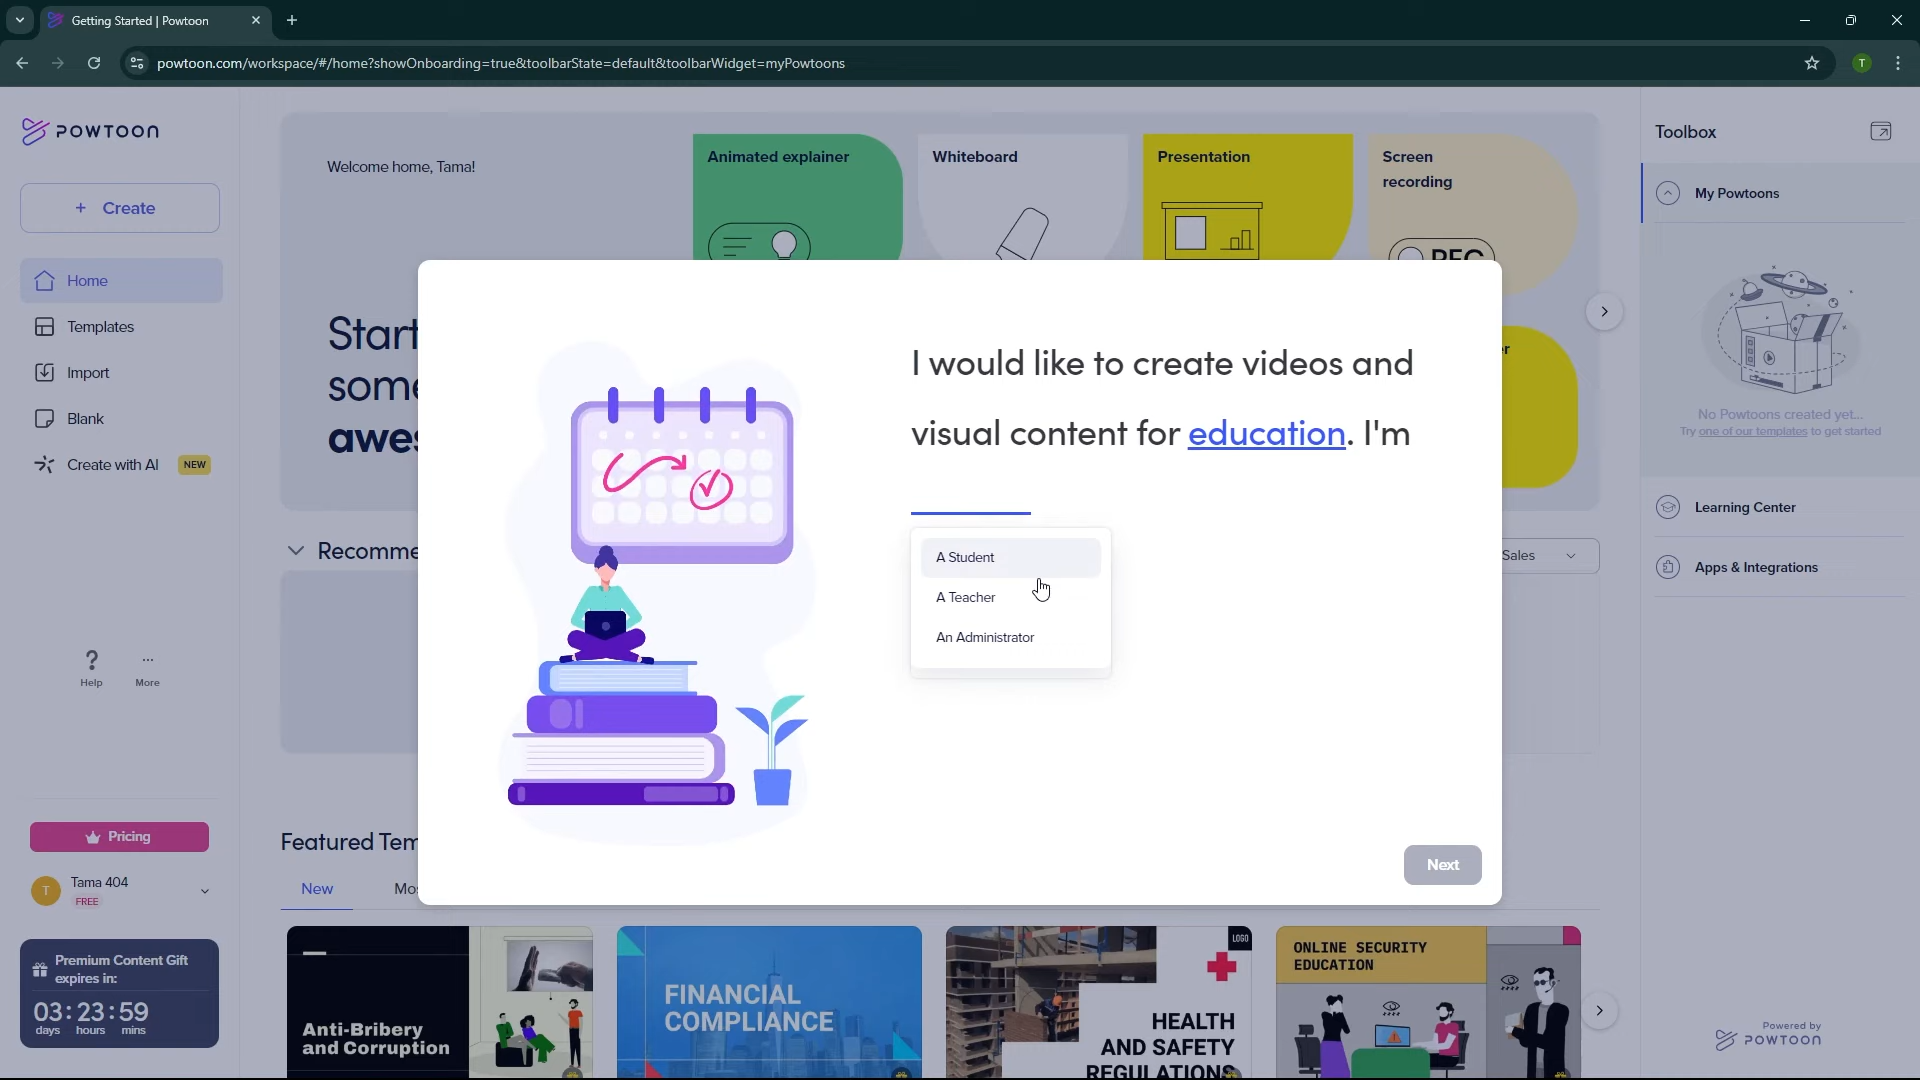 Getting Started | Powtoon
powtoon.com/workspace/#/home?showOnboarding=true&toolbarState=default&toolbarWidget=myPowtoons
T
POWTOON
+ Create
Home
Templates
Import
Blank
Create with AI NEW
?
Help
More
Pricing
T
Tama 404
FREE
Premium Content Gift
expires in:
03: 23: 59
days hours mins
Welcome home, Tama!
Animated explainer
Whiteboard
Presentation
Screen
recording
REC
Start
some
awes
Recomme
Sales
I would like to create videos and
visual content for education. I'm
A Student
A Teacher
An Administrator
Next
Featured Tem
New
Mos
Anti-Bribery
and Corruption
FINANCIAL
COMPLIANCE
LOGO
HEALTH
AND SAFETY
REGULATIONS
ONLINE SECURITY
EDUCATION
Toolbox
My Powtoons
No Powtoons created yet...
Try one of our templates to get started
Learning Center
Apps & Integrations
Powered by
POWTOON